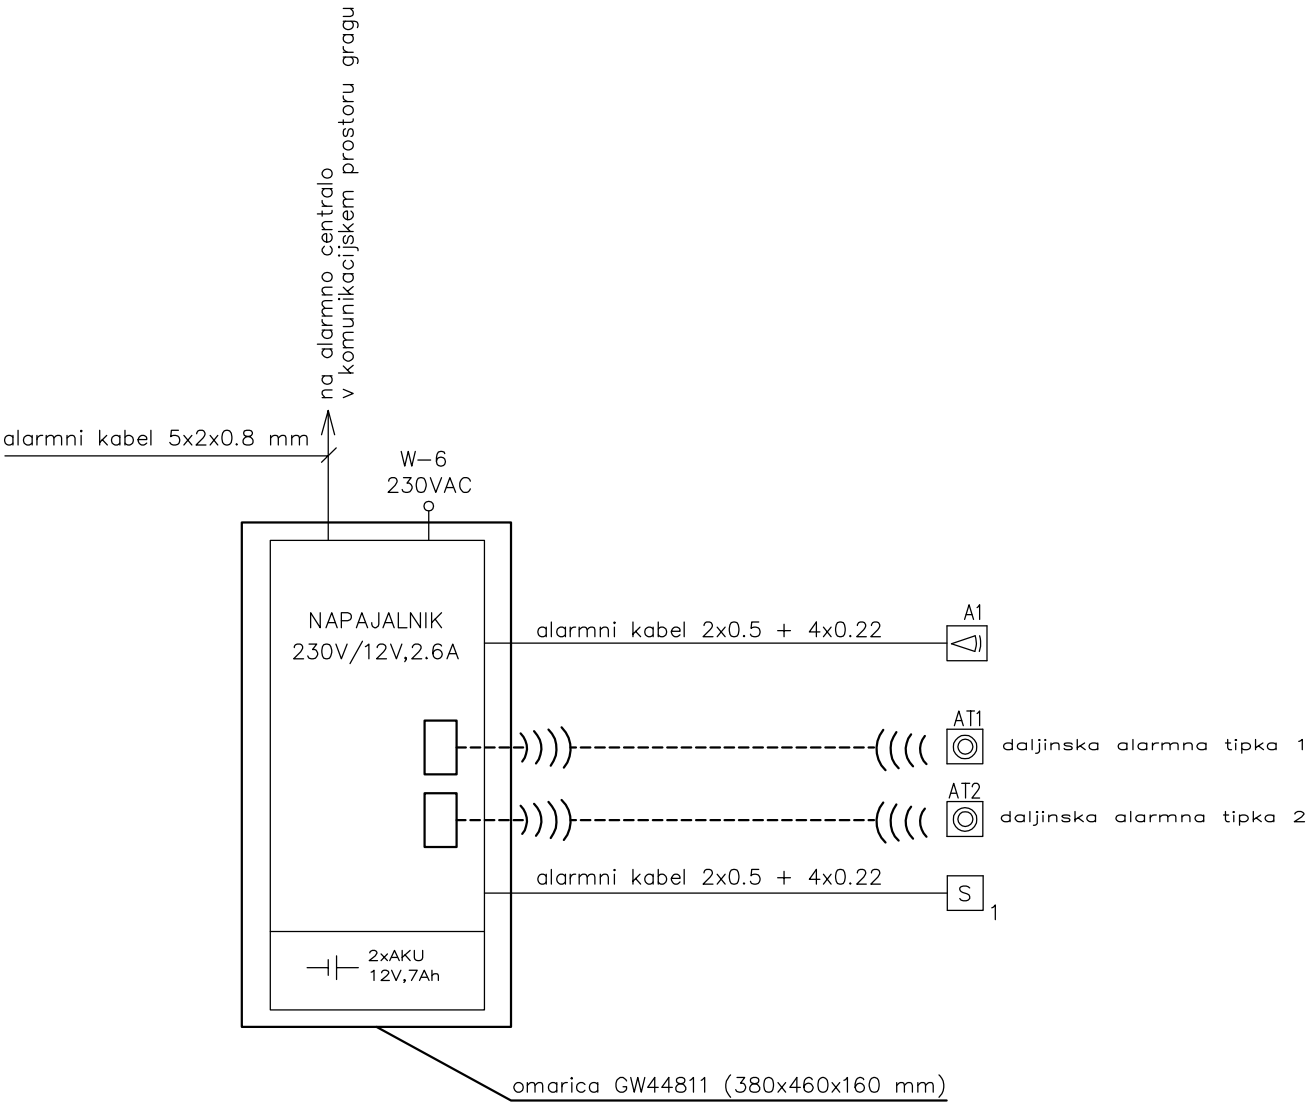 na alarmno centralo
v komunikacijskem prostoru gragu
alarmni kabel 5x2x0.8 mm
W-6
230VAC
NAPAJALNIK
230V/12V,2.6A
alarmni kabel 2x0.5 + 4x0.22
A1
AT1
daljinska alarmna tipka 1
AT2
daljinska alarmna tipka 2
alarmni kabel 2x0.5 + 4x0.22
S
1
2xAKU
12V,7Ah
omarica GW44811 (380x460x160 mm)